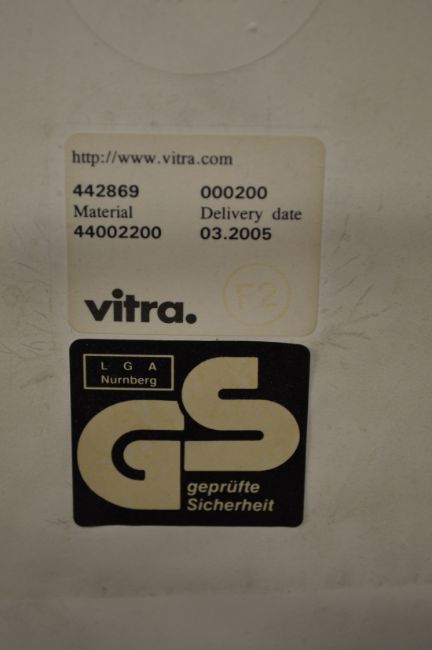 http://www.vitra.com
442869 000200
Material Delivery date
44002200 03.2005
vitra. F2
L G A
Nurnberg
GS
geprüfte
Sicherheit